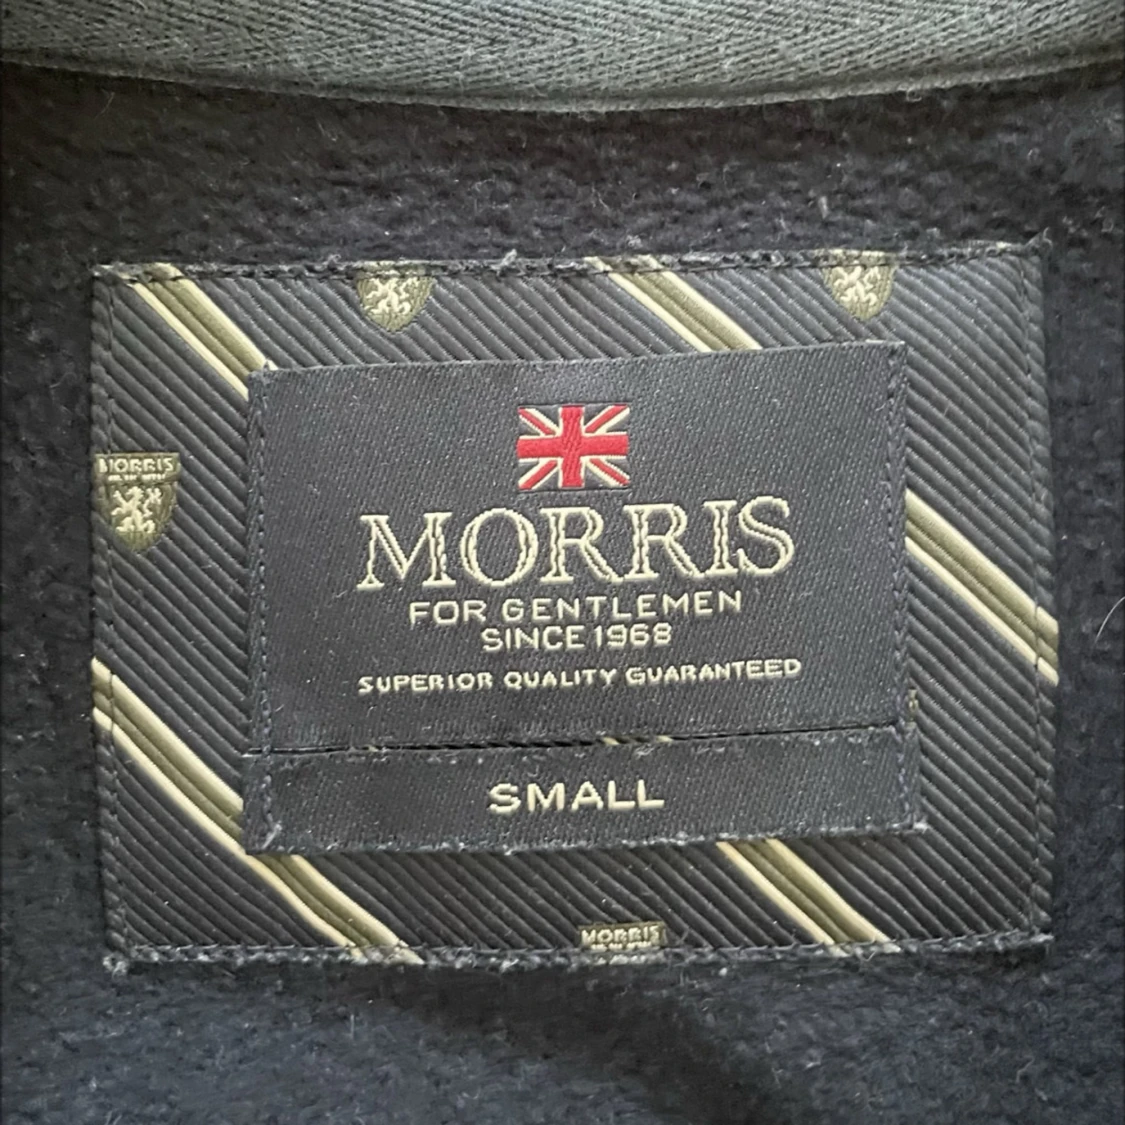 MORRIS
MORRIS
FOR GENTLEMEN
SINCE 1968
SUPERIOR QUALITY GUARANTEED
SMALL
MORRIS